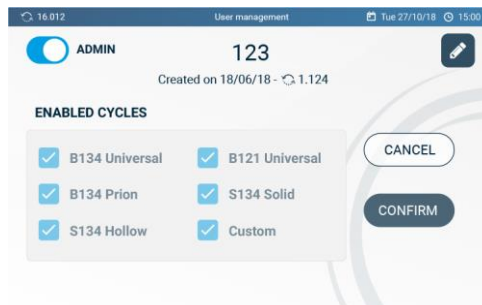 16.012 User management Tue 27/10/18 15:00
ADMIN
123
Created on 18/06/18 - 1.124
ENABLED CYCLES
B134 Universal B121 Universal
B134 Prion S134 Solid
S134 Hollow Custom
CANCEL
CONFIRM